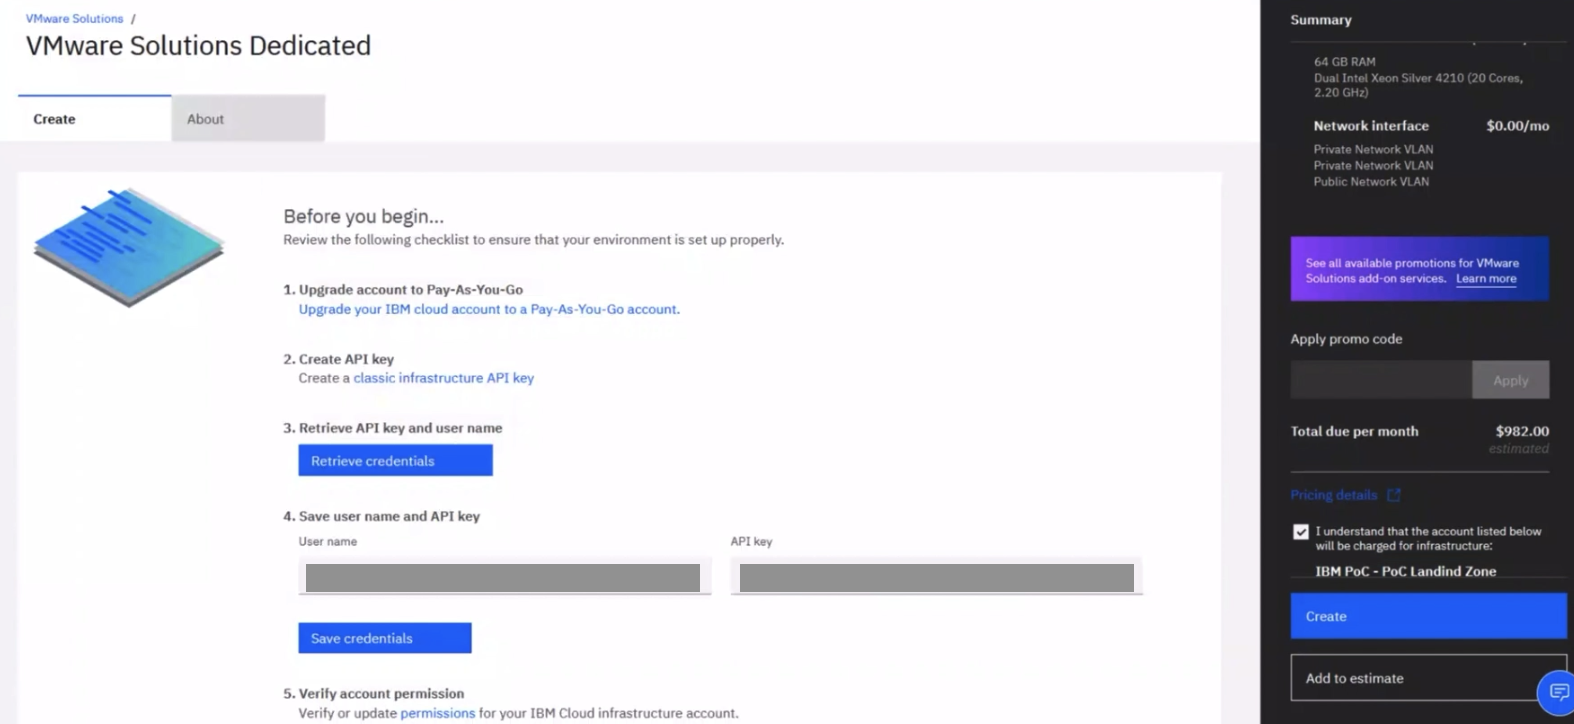 VMware Solutions /
VMware Solutions Dedicated
Create
About
Before you begin...
Review the following checklist to ensure that your environment is set up properly.
1. Upgrade account to Pay-As-You-Go
Upgrade your IBM cloud account to a Pay-As-You-Go account.
2. Create API key
Create a classic infrastructure API key
3. Retrieve API key and user name
Retrieve credentials
4. Save user name and API key
User name
API key
Save credentials
5. Verify account permission
Verify or update permissions for your IBM Cloud infrastructure account.
Summary
64 GB RAM
Dual Intel Xeon Silver 4210 (20 Cores,
2.20 GHz)
Network interface $0.00/mo
Private Network VLAN
Private Network VLAN
Public Network VLAN
See all available promotions for VMware
Solutions add-on services. Learn more
Apply promo code
Apply
Total due per month $982.00
estimated
Pricing details
I understand that the account listed below
will be charged for infrastructure:
IBM PoC - PoC Landind Zone
Create
Add to estimate